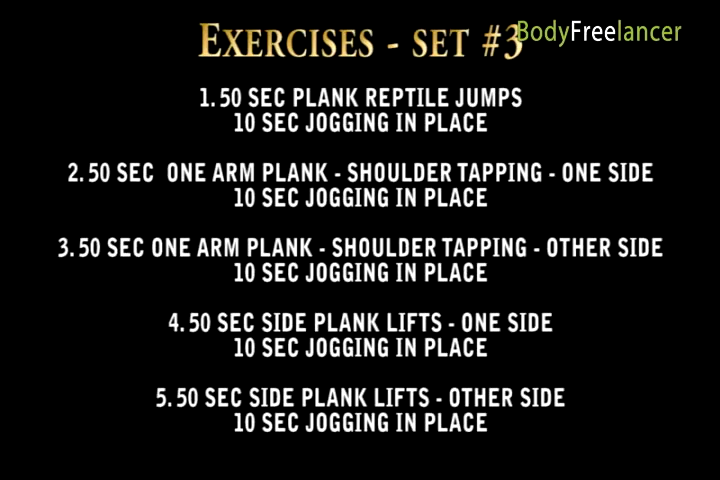 EXERCISES - SET #3
BodyFreelancer
1. 50 SEC PLANK REPTILE JUMPS
10 SEC JOGGING IN PLACE
2. 50 SEC ONE ARM PLANK - SHOULDER TAPPING - ONE SIDE
10 SEC JOGGING IN PLACE
3. 50 SEC ONE ARM PLANK - SHOULDER TAPPING - OTHER SIDE
10 SEC JOGGING IN PLACE
4. 50 SEC SIDE PLANK LIFTS - ONE SIDE
10 SEC JOGGING IN PLACE
5. 50 SEC SIDE PLANK LIFTS - OTHER SIDE
10 SEC JOGGING IN PLACE